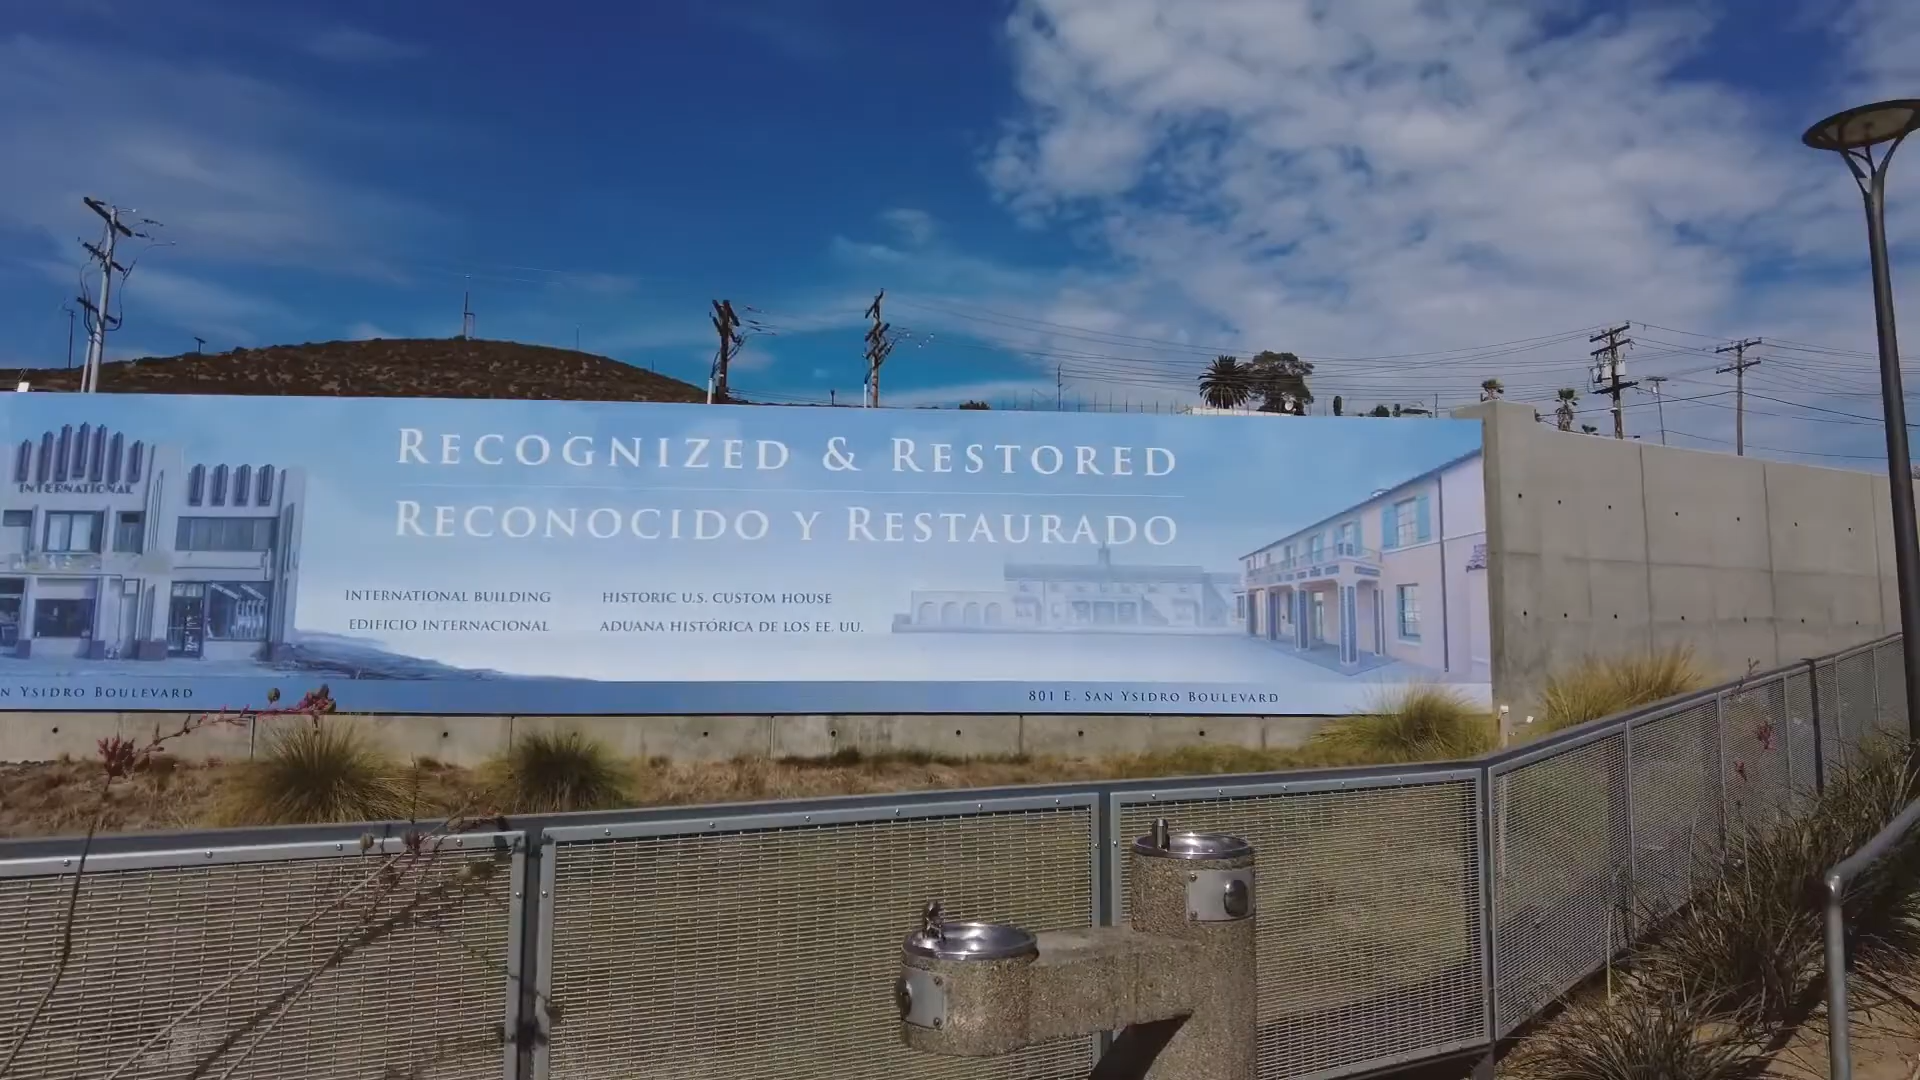 INTERNATIONAL
RECOGNIZED & RESTORED
RECONOCIDO Y RESTAURADO
INTERNATIONAL BUILDING
EDIFICIO INTERNACIONAL
HISTORIC U.S. CUSTOM HOUSE
ADUANA HISTÓRICA DE LOS EE. UU.
N YSIDRO BOULEVARD
801 E. SAN YSIDRO BOULEVARD